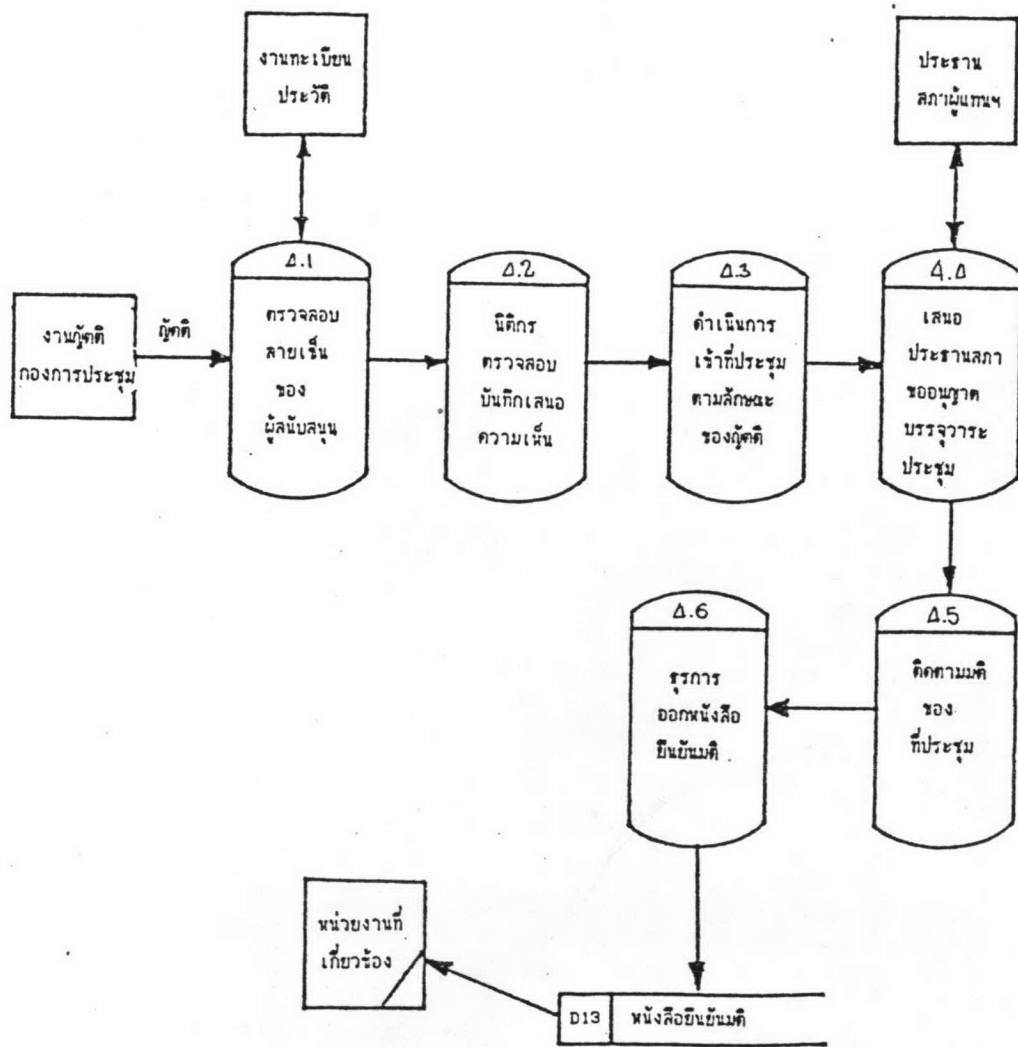 งานทะเบียน
ประวัติ
ประธาน
สภาผู้แทนฯ
งานญัตติ
กองการประชุม
ญัตติ
4.1
ตรวจสอบ
ลายเซ็น
ของ
ผู้สนับสนุน
4.2
นิติกร
ตรวจสอบ
บันทึกเสนอ
ความเห็น
4.3
ดำเนินการ
เข้าที่ประชุม
ตามลักษณะ
ของญัตติ
4.4
เสนอ
ประธานสภา
ขออนุญาต
บรรจุวาระ
ประชุม
4.5
ติดตามมติ
ของ
ที่ประชุม
4.6
ธุรการ
ออกหนังสือ
ยืนยันมติ
หน่วยงานที่
เกี่ยวข้อง
D13 หนังสือยืนยันมติ